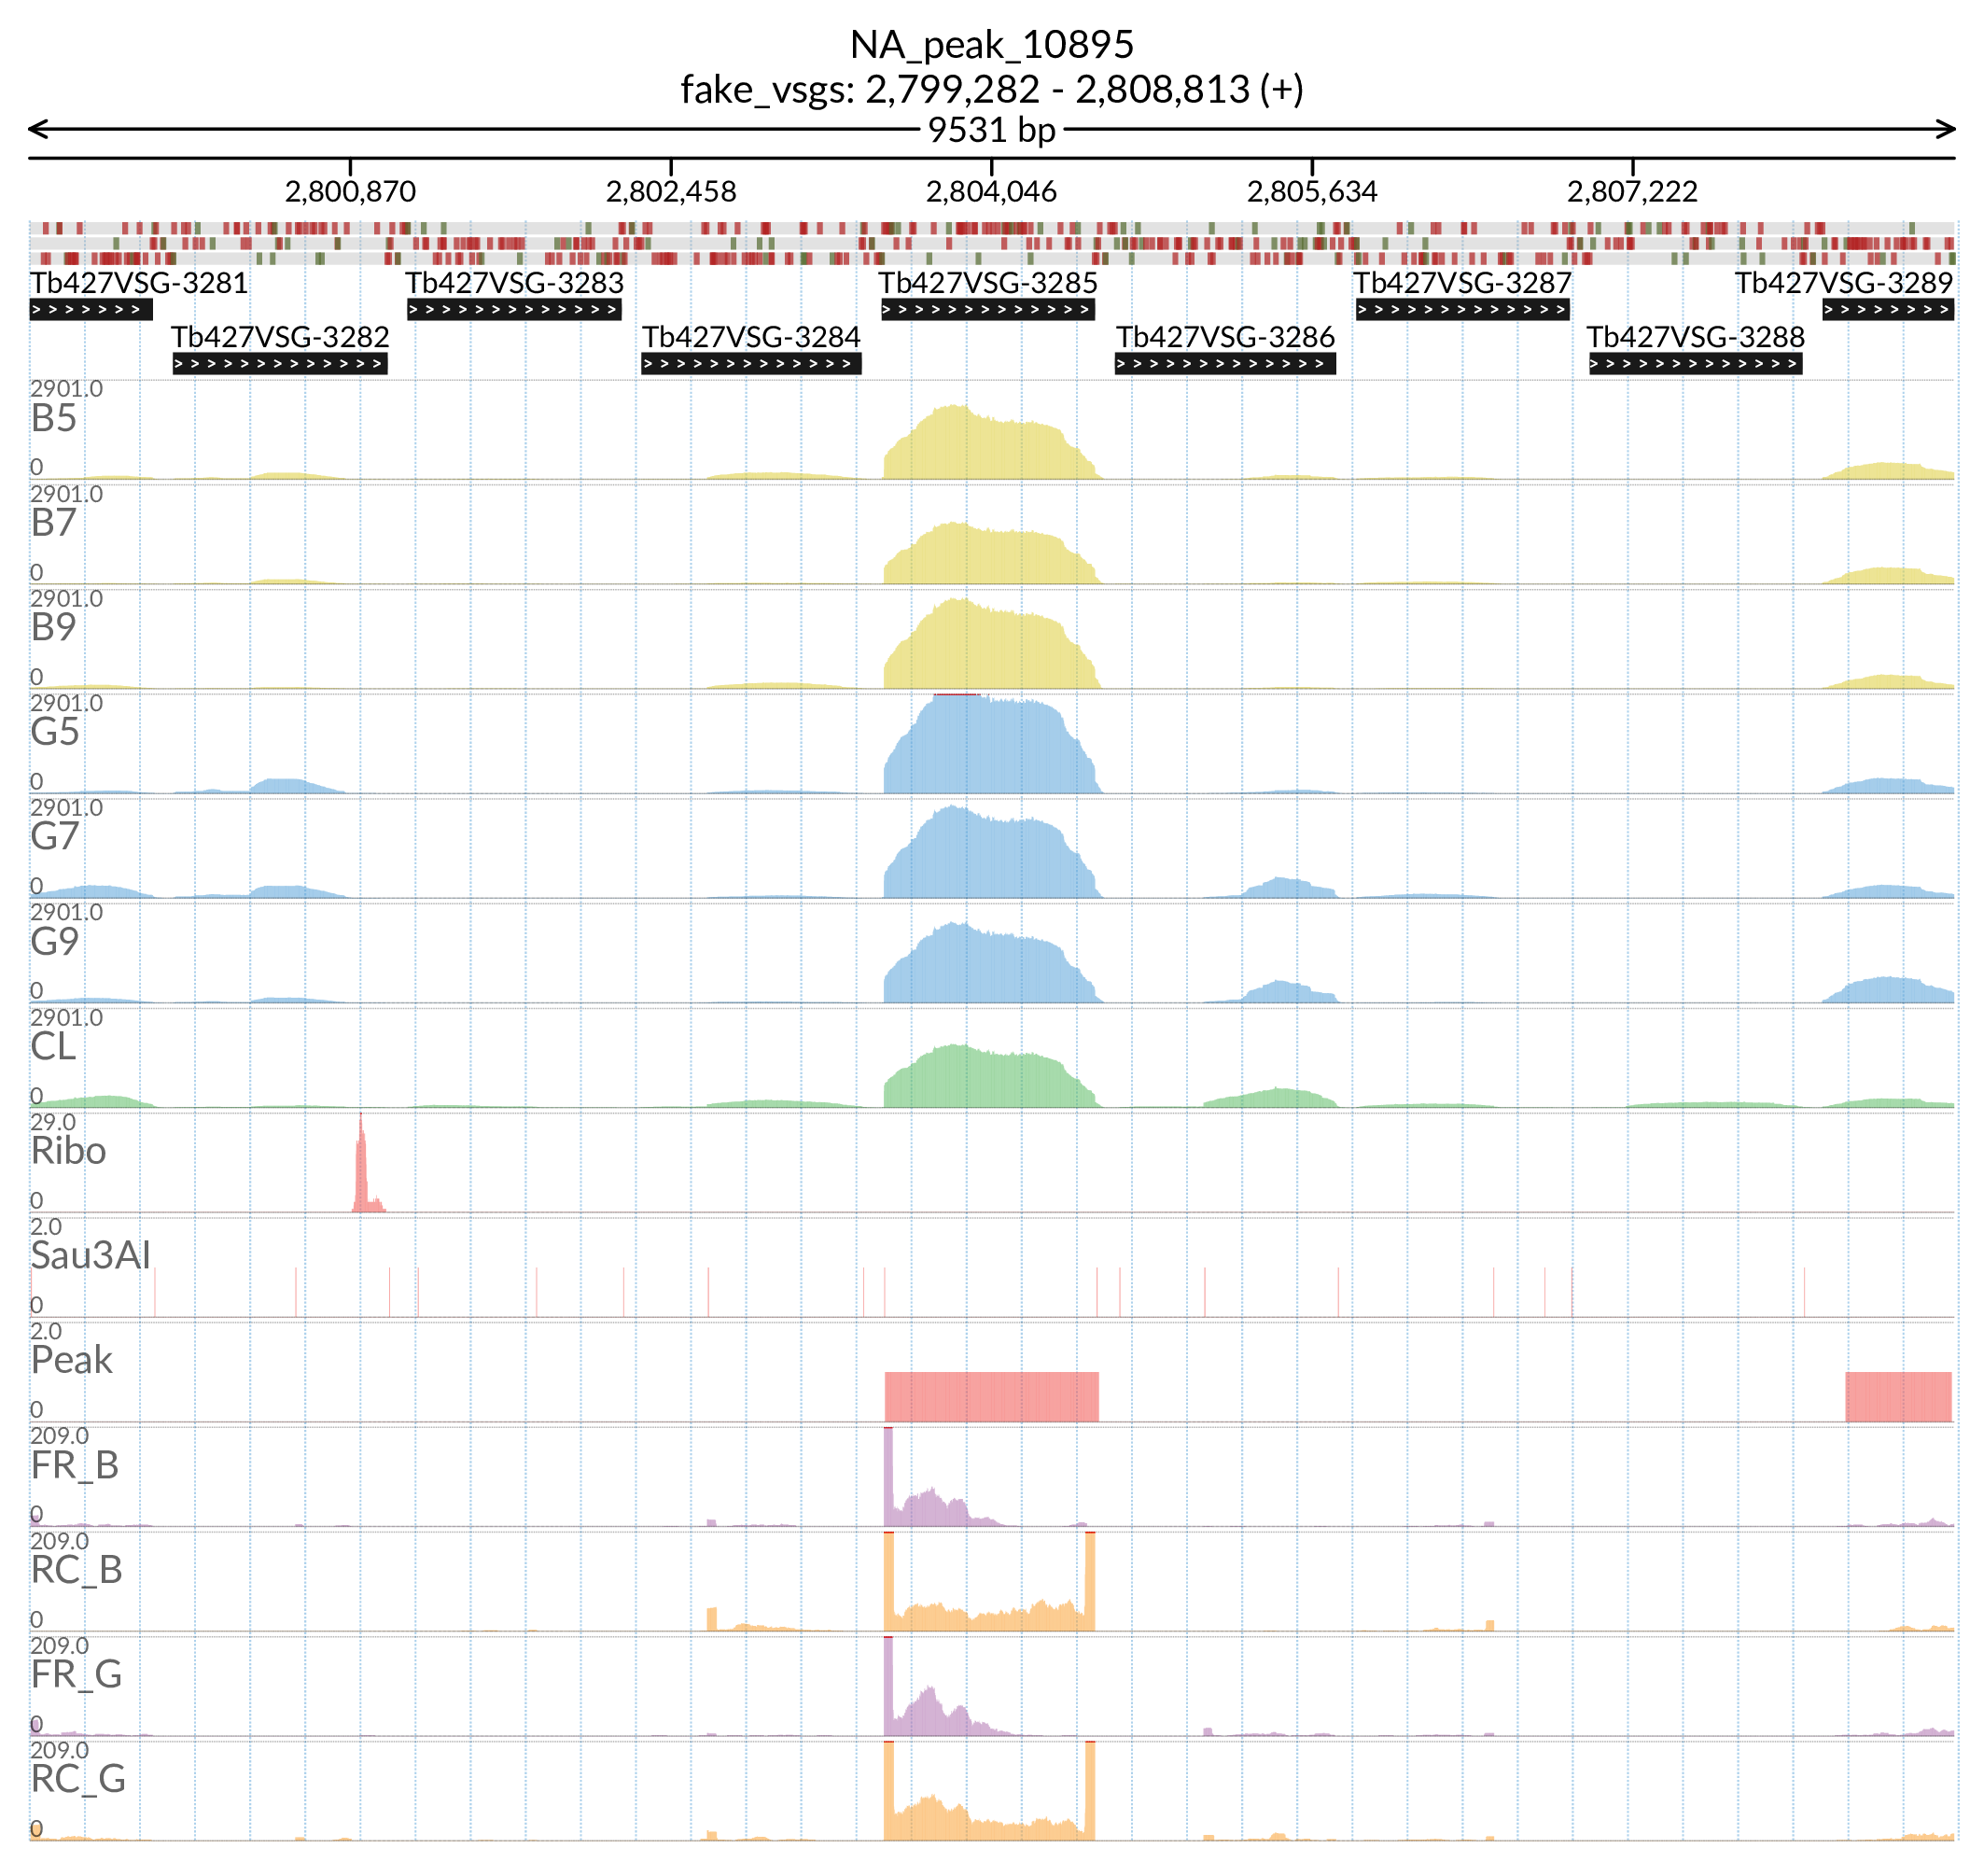 NA_peak_10895
fake_vsgs: 2,799,282 - 2,808,813 (+)
9531 bp
2,800,870 2,802,458 2,804,046 2,805,634 2,807,222
Tb427VSG-3281 Tb427VSG-3283 Tb427VSG-3285 Tb427VSG-3287 Tb427VSG-3289
Tb427VSG-3282 Tb427VSG-3284 Tb427VSG-3286 Tb427VSG-3288
2901.0
B5
0
2901.0
B7
0
2901.0
B9
0
2901.0
G5
0
2901.0
G7
0
2901.0
G9
0
2901.0
CL
0
29.0
Ribo
0
2.0
Sau3AI
0
2.0
Peak
0
209.0
FR_B
0
209.0
RC_B
0
209.0
FR_G
0
209.0
RC_G
0